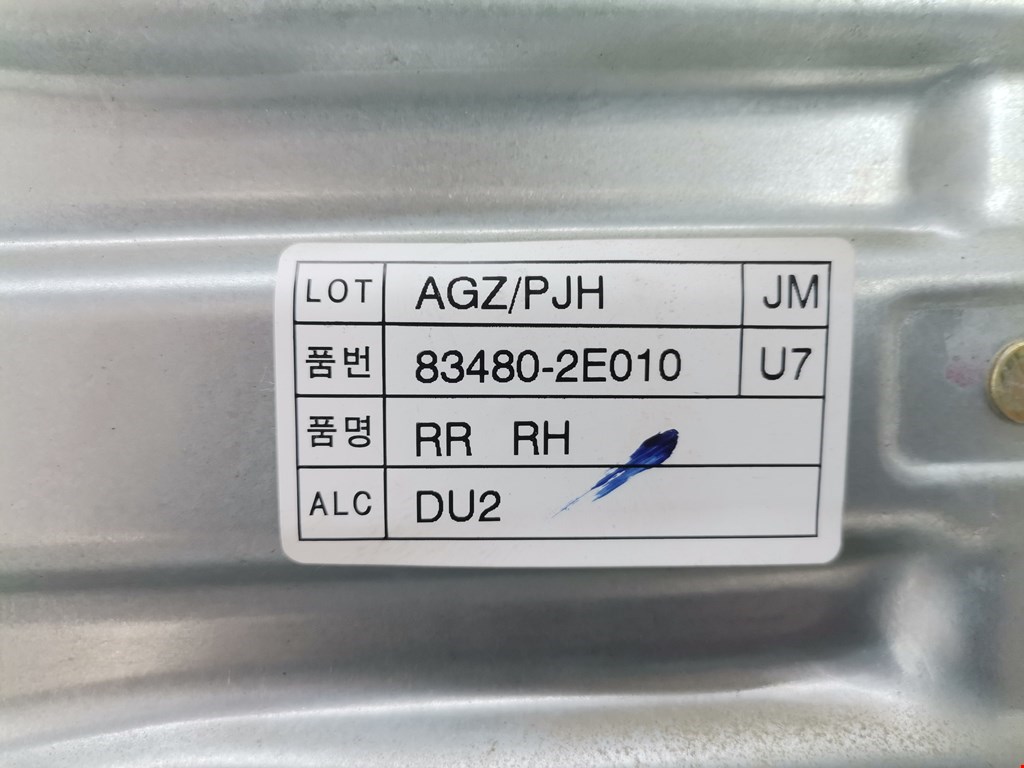 LOT AGZ/PJH JM
품번 83480-2E010 U7
품명 RR RH
ALC DU2